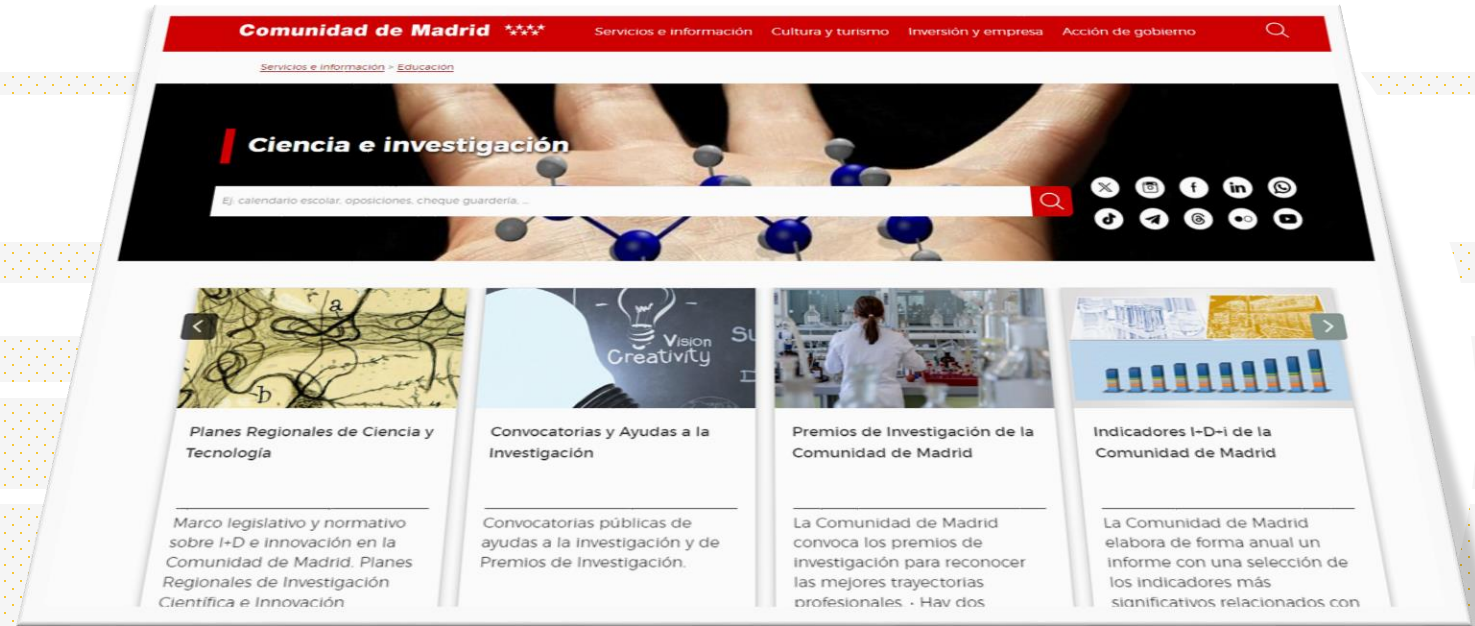 Comunidad de Madrid
Servicios e información
Cultura y turismo
Inversión y empresa
Acción de gobierno
Servicios e información > Educación
Ciencia e investigación
Ej: calendario escolar, oposiciones, cheque guardería, ...
a
b
Vision
Creativity
Planes Regionales de Ciencia y
Tecnología
Marco legislativo y normativo
sobre I+D e innovación en la
Comunidad de Madrid. Planes
Regionales de Investigación
Científica e Innovación
Convocatorias y Ayudas a la
Investigación
Convocatorias públicas de
ayudas a la Investigación y de
Premios de Investigación.
Premios de Investigación de la
Comunidad de Madrid
La Comunidad de Madrid
convoca los premios de
investigación para reconocer
las mejores trayectorias
profesionales. • Hay dos
Indicadores I+D+i de la
Comunidad de Madrid
La Comunidad de Madrid
elabora de forma anual un
informe con una selección de
los indicadores más
significativos relacionados con